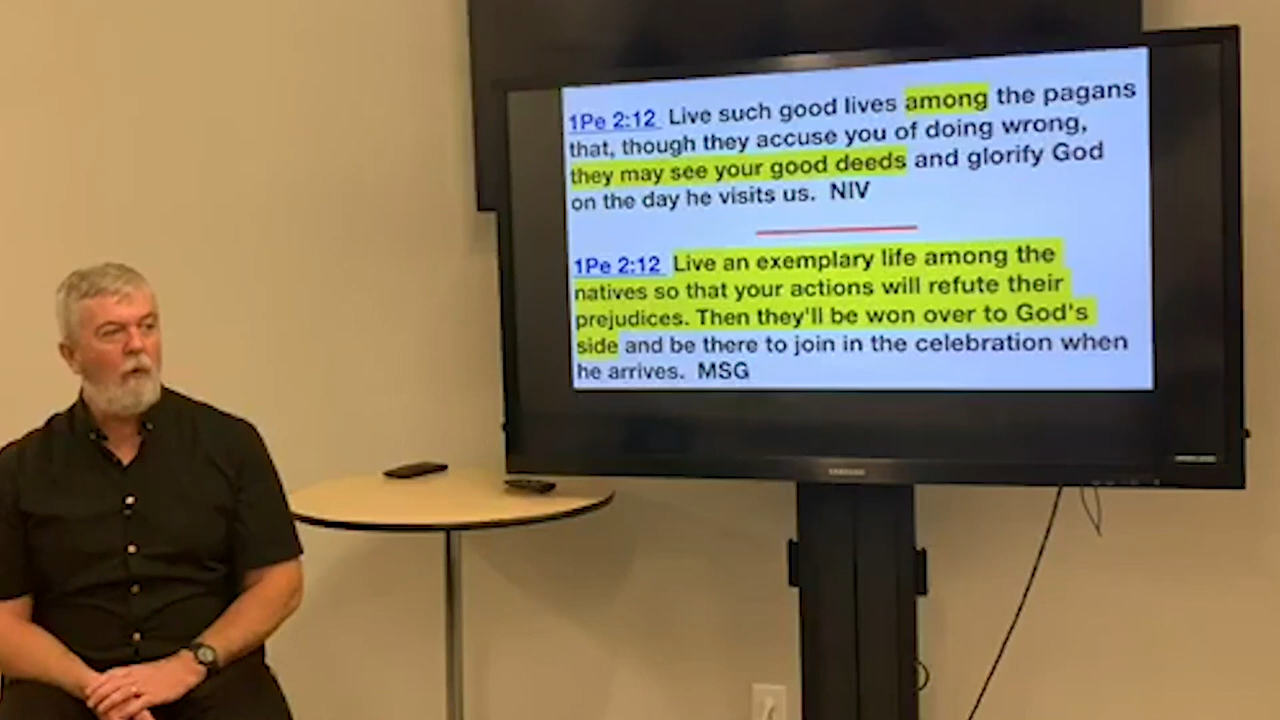 1Pe 2:12 Live such good lives among the pagans
that, though they accuse you of doing wrong,
they may see your good deeds and glorify God
on the day he visits us. NIV
1Pe 2:12 Live an exemplary life among the
natives so that your actions will refute their
prejudices. Then they'll be won over to God's
side and be there to join in the celebration when
he arrives. MSG
SAMSUNG